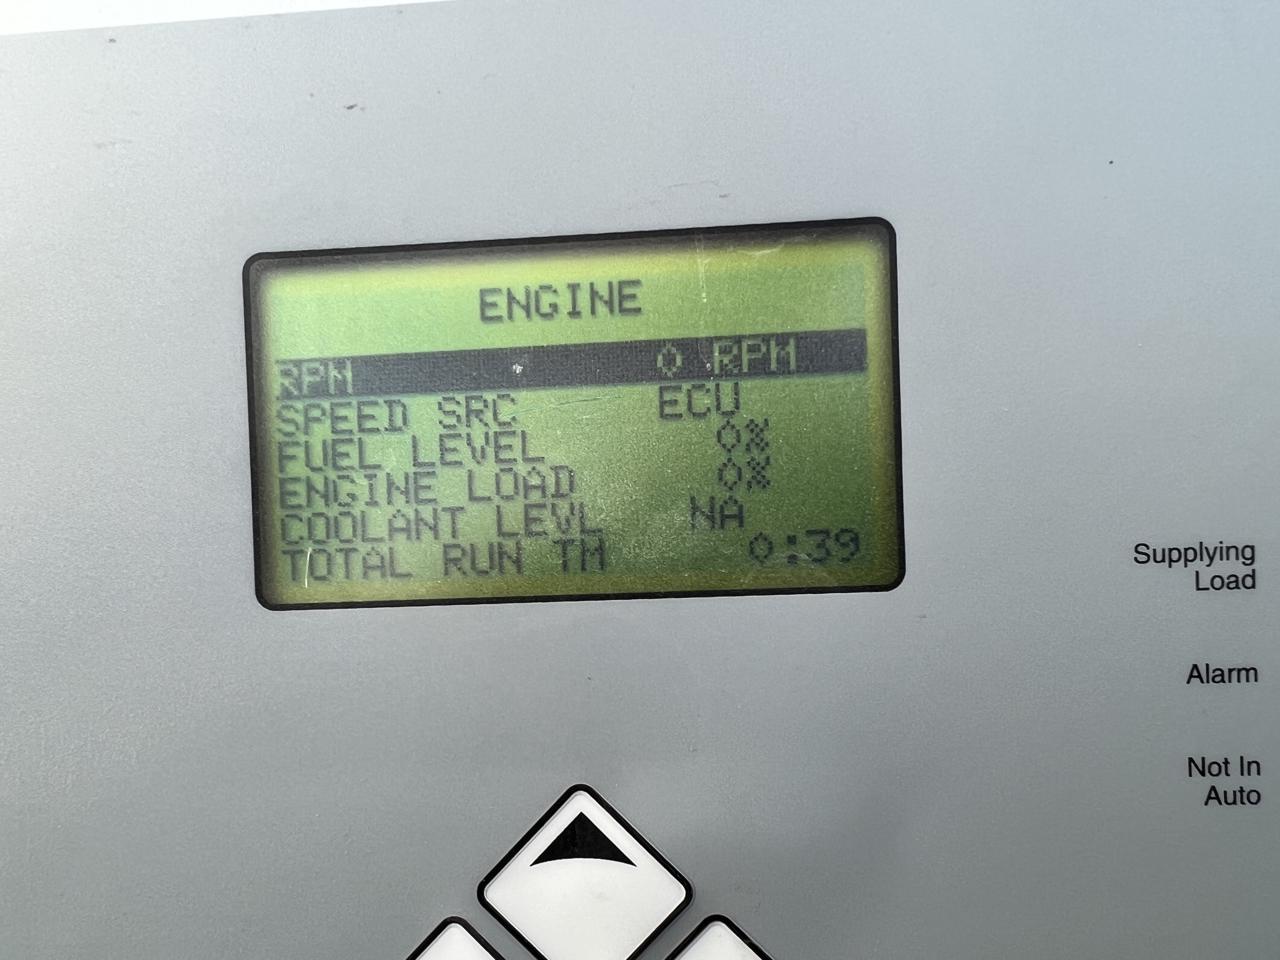 ENGINE
RPM 0 RPM
SPEED SRC ECU
FUEL LEVEL 0%
ENGINE LOAD 0%
COOLANT LEVL NA
TOTAL RUN TM 0:39
Supplying
Load
Alarm
Not In
Auto